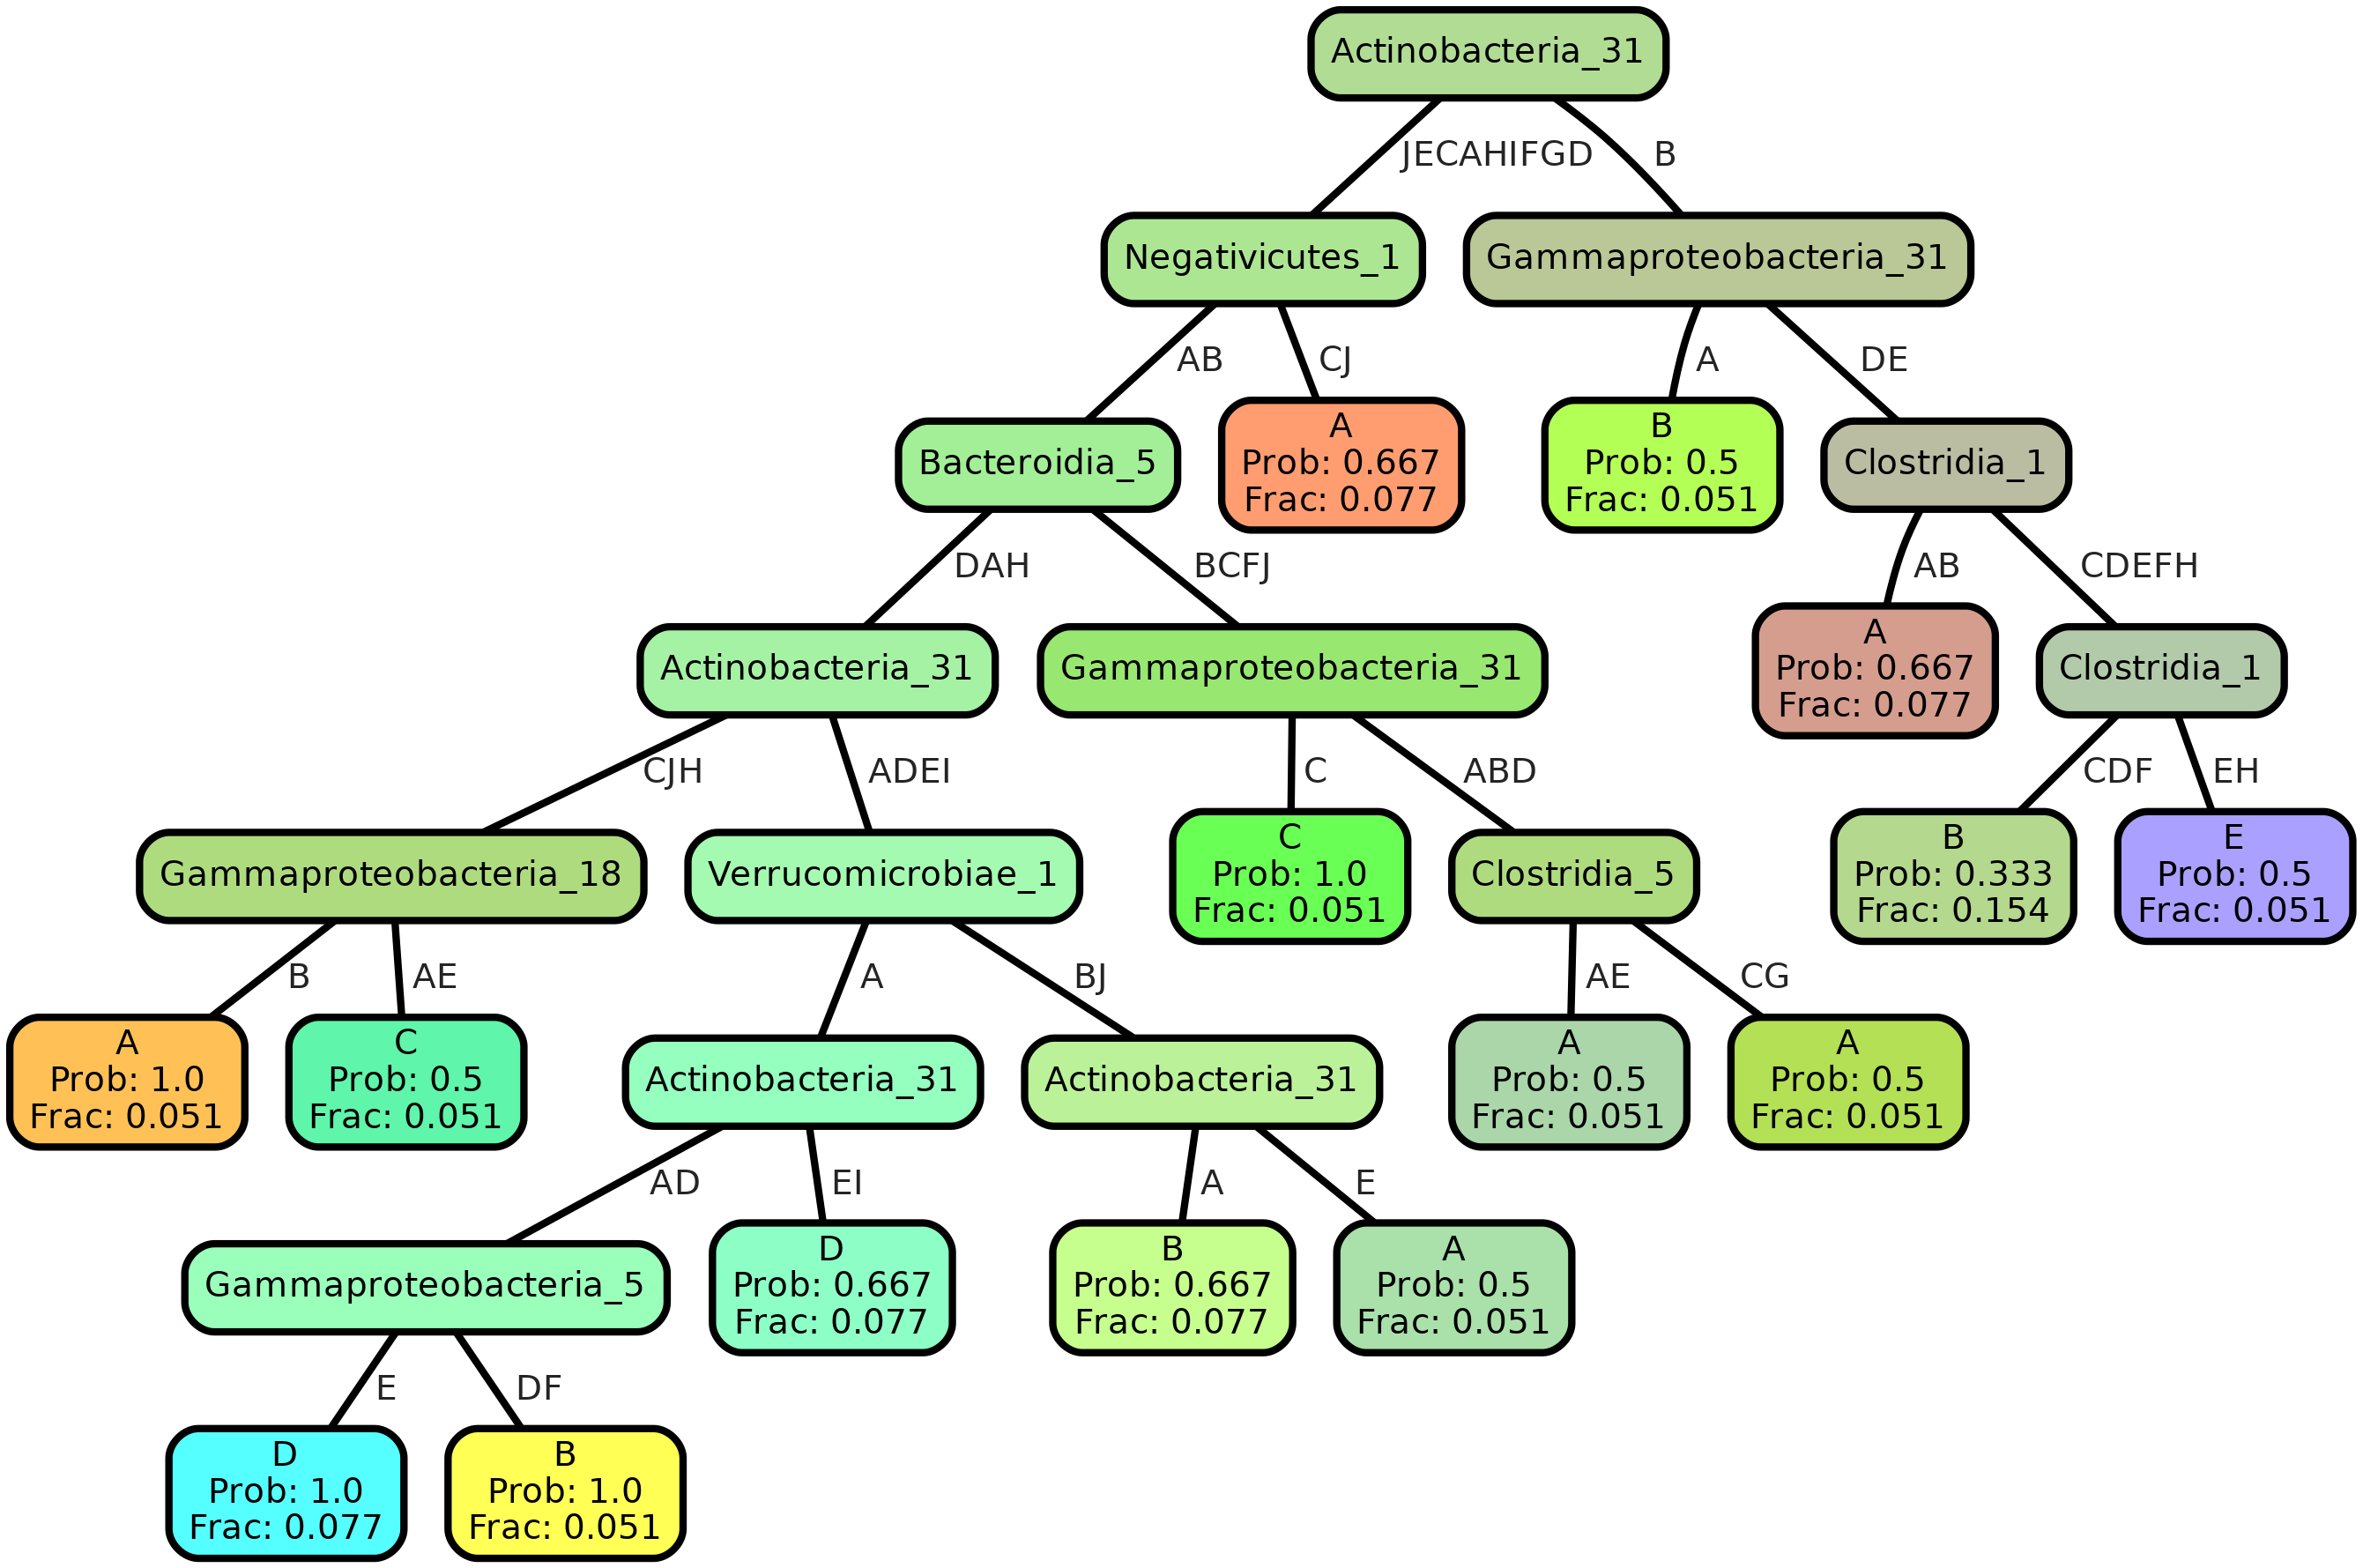 Actinobacteria_31
JECAHIFGD
B
Negativicutes_1
Gammaproteobacteria_31
AB
CJ
A
DE
Bacteroidia_5
A
Prob: 0.667
Frac: 0.077
B
Prob: 0.5
Frac: 0.051
Clostridia_1
DAH
BCFJ
AB
CDEFH
Actinobacteria_31
Gammaproteobacteria_31
A
Prob: 0.667
Frac: 0.077
Clostridia_1
CJH
ADEI
C
ABD
CDF
EH
Gammaproteobacteria_18
Verrucomicrobiae_1
C
Prob: 1.0
Frac: 0.051
Clostridia_5
B
Prob: 0.333
Frac: 0.154
E
Prob: 0.5
Frac: 0.051
B
AE
A
BJ
AE
CG
A
Prob: 1.0
Frac: 0.051
C
Prob: 0.5
Frac: 0.051
Actinobacteria_31
Actinobacteria_31
A
Prob: 0.5
Frac: 0.051
A
Prob: 0.5
Frac: 0.051
AD
EI
A
E
Gammaproteobacteria_5
D
Prob: 0.667
Frac: 0.077
B
Prob: 0.667
Frac: 0.077
A
Prob: 0.5
Frac: 0.051
E
DF
D
Prob: 1.0
Frac: 0.077
B
Prob: 1.0
Frac: 0.051